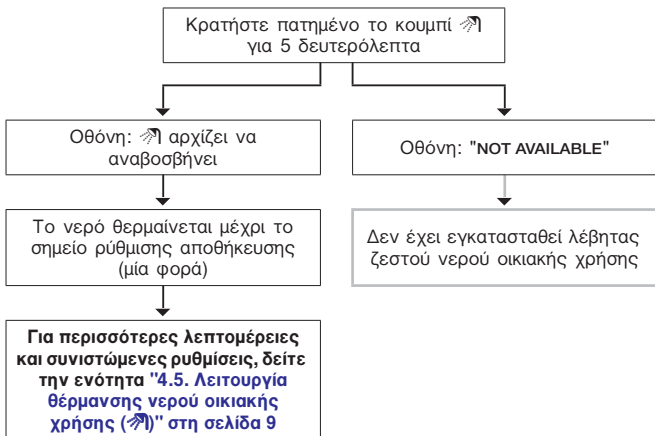 Κρατήστε πατημένο το κουμπί
για 5 δευτερόλεπτα
Οθόνη: αρχίζει να
αναβοσβήνει
Οθόνη: "NOT AVAILABLE"
Το νερό θερμαίνεται μέχρι το
σημείο ρύθμισης αποθήκευσης
(μία φορά)
Δεν έχει εγκατασταθεί λέβητας
ζεστού νερού οικιακής χρήσης
Για περισσότερες λεπτομέρειες
και συνιστώμενες ρυθμίσεις, δείτε
την ενότητα "4.5. Λειτουργία
θέρμανσης νερού οικιακής
χρήσης ()" στη σελίδα 9